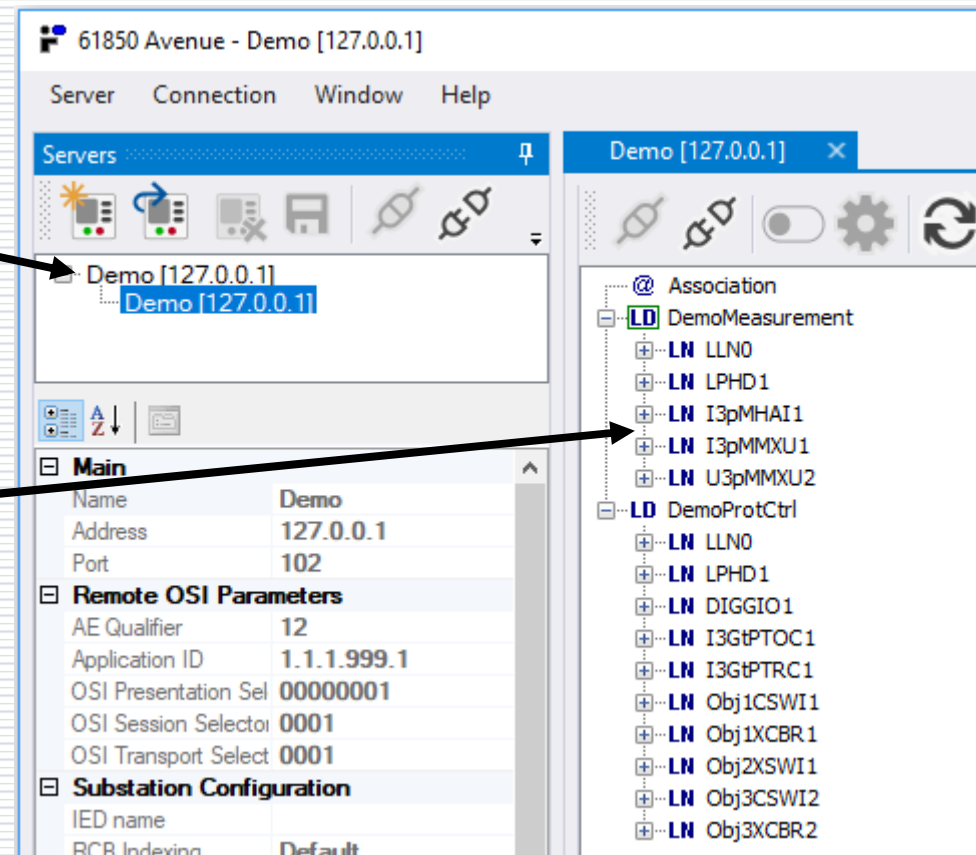 61850 Avenue - Demo [127.0.0.1]
Server Connection Window Help
Servers
Demo [127.0.0.1]
Demo [127.0.0.1]
Main
Name Demo
Address 127.0.0.1
Port 102
Remote OSI Parameters
AE Qualifier 12
Application ID 1.1.1.999.1
OSI Presentation Sel 00000001
OSI Session Selector 0001
OSI Transport Select 0001
Substation Configuration
IED name
RCB Indexing Default
Demo [127.0.0.1]
@ Association
LD DemoMeasurement
LN LLN0
LN LPHD1
LN I3pMHAI1
LN I3pMMXU1
LN U3pMMXU2
LD DemoProtCtrl
LN LLN0
LN LPHD1
LN DIGGIO1
LN I3GtPTOC1
LN I3GtPTRC1
LN Obj1CSWI1
LN Obj1XCBR1
LN Obj2XSWI1
LN Obj3CSWI2
LN Obj3XCBR2